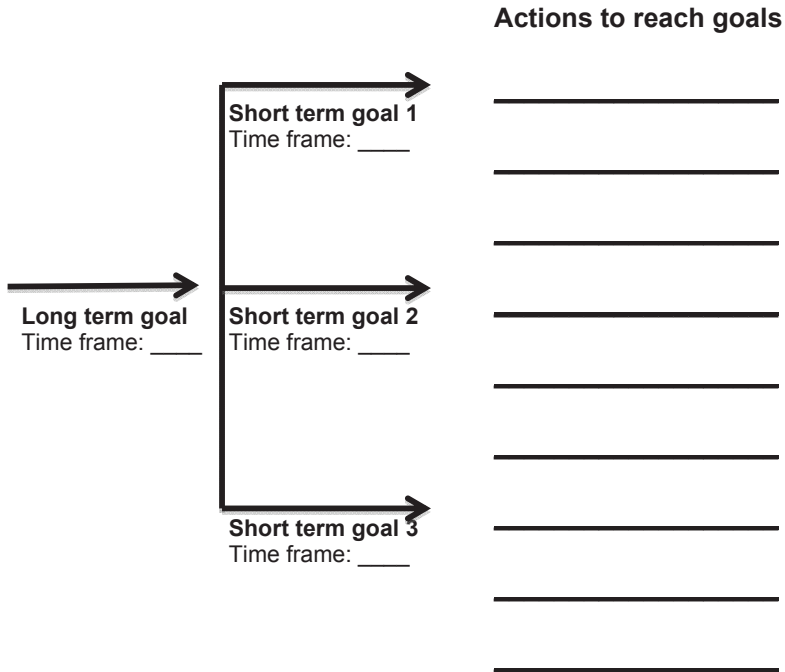 Actions to reach goals
Short term goal 1
Time frame: ____
Long term goal
Time frame: ____
Short term goal 2
Time frame: ____
Short term goal 3
Time frame: ____